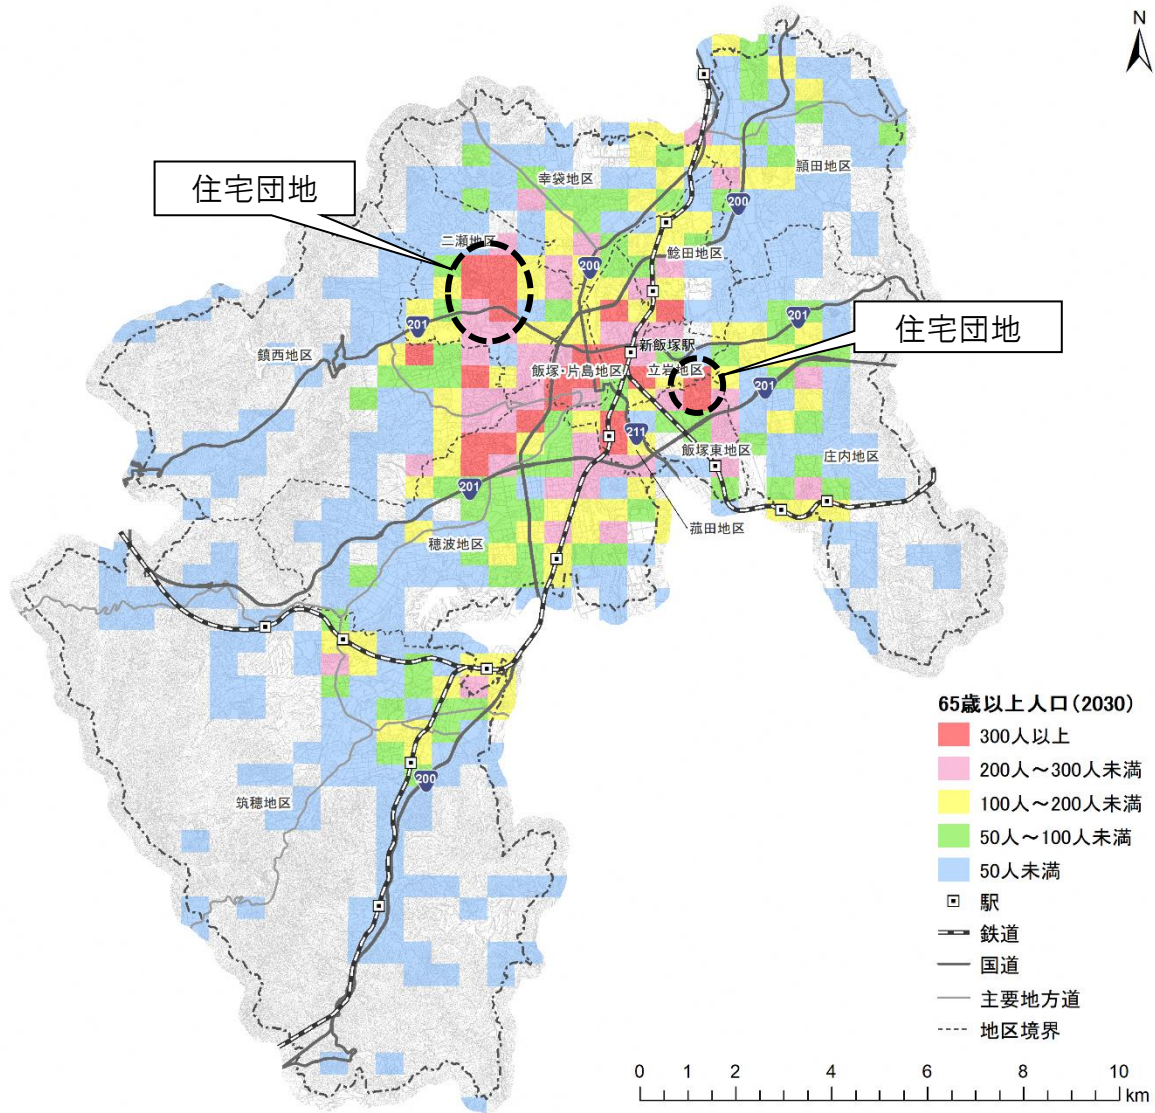 N
200
頴田地区
住宅団地
幸袋地区
200
二瀬地区
鯰田地区
200
住宅団地
201
201
新飯塚駅
鎮西地区
飯塚・片島地区
立岩地区
201
211
飯塚東地区
庄内地区
201
菰田地区
穂波地区
65歳以上人口(2030)
300人以上
200人～300人未満
100人～200人未満
50人～100人未満
50人未満
駅
鉄道
国道
主要地方道
地区境界
200
筑穂地区
0 1 2 4 6 8 10
km